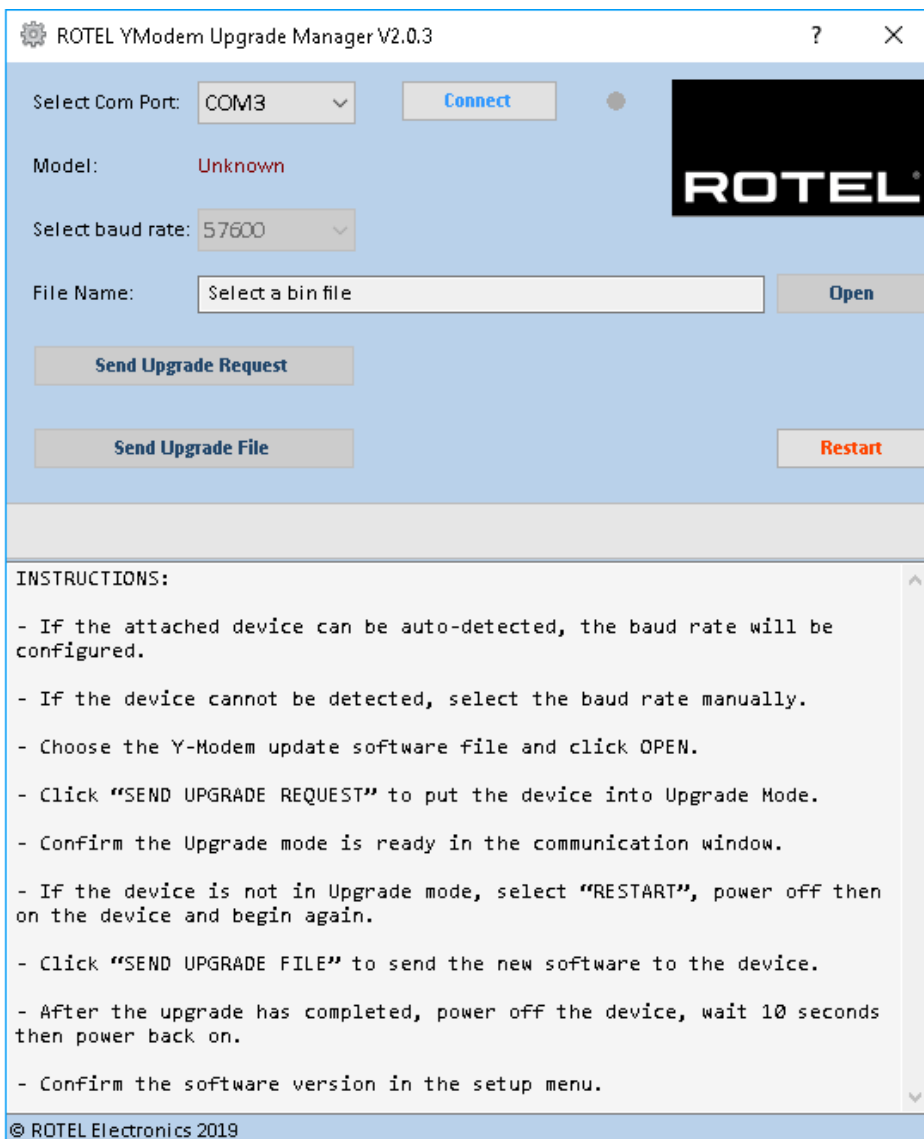 ROTEL YModem Upgrade Manager V2.0.3
Select Com Port: COM3 Connect
ROTEL
Model: Unknown
Select baud rate: 57600
File Name: Select a bin file Open
Send Upgrade Request
Send Upgrade File Restart
INSTRUCTIONS:
- If the attached device can be auto-detected, the baud rate will be
configured.
- If the device cannot be detected, select the baud rate manually.
- Choose the Y-Modem update software file and click OPEN.
- Click “SEND UPGRADE REQUEST” to put the device into Upgrade Mode.
- Confirm the Upgrade mode is ready in the communication window.
- If the device is not in Upgrade mode, select “RESTART”, power off then
on the device and begin again.
- Click “SEND UPGRADE FILE” to send the new software to the device.
- After the upgrade has completed, power off the device, wait 10 seconds
then power back on.
- Confirm the software version in the setup menu.
© ROTEL Electronics 2019